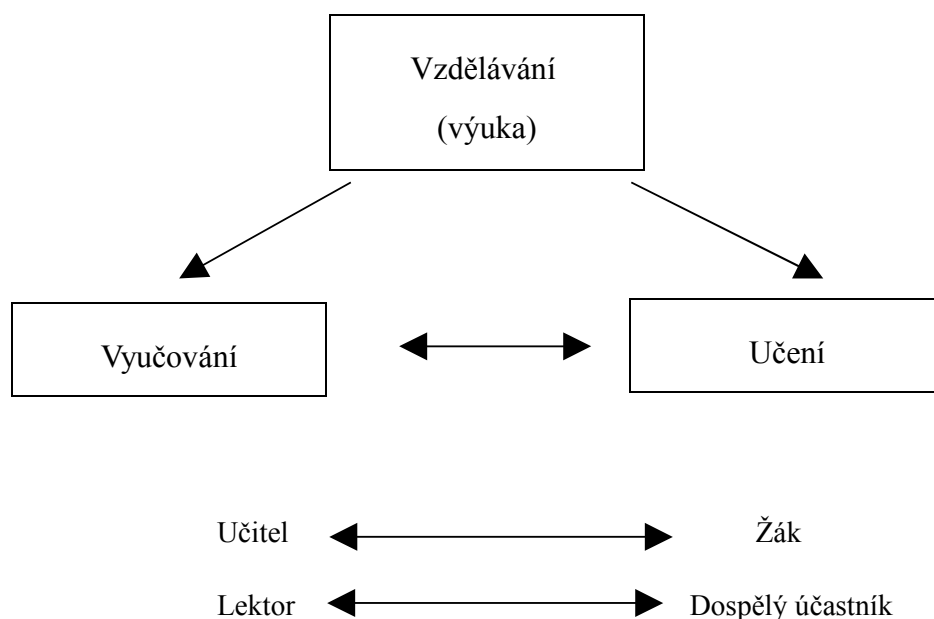 Vzdělávání
(výuka)
Vyučování
Učení
Učitel
Žák
Lektor
Dospělý účastník